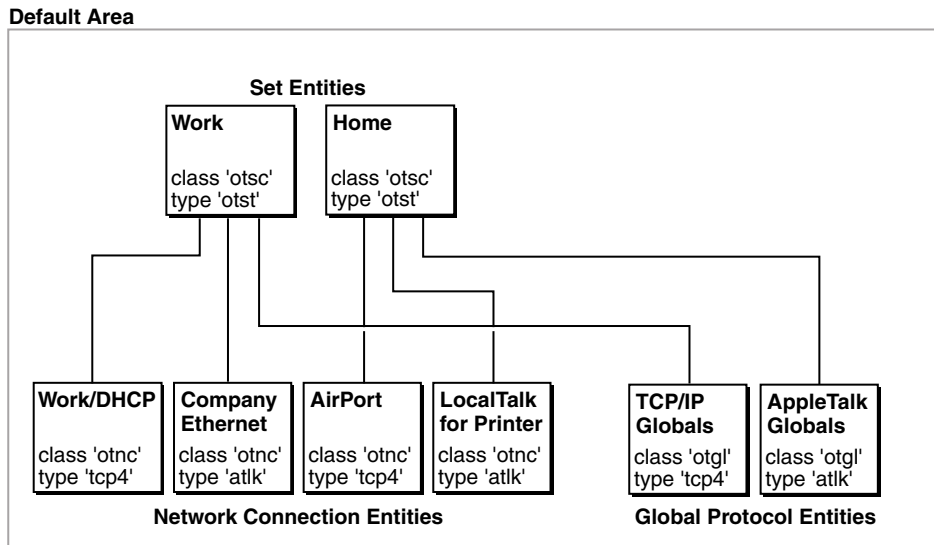 Default Area
Set Entities
Work
class 'otsc'
type 'otst'
Home
class 'otsc'
type 'otst'
Work/DHCP
class 'otnc'
type 'tcp4'
Company
Ethernet
class 'otnc'
type 'atlk'
AirPort
class 'otnc'
type 'tcp4'
LocalTalk
for Printer
class 'otnc'
type 'atlk'
TCP/IP
Globals
class 'otgl'
type 'tcp4'
AppleTalk
Globals
class 'otgl'
type 'atlk'
Network Connection Entities
Global Protocol Entities